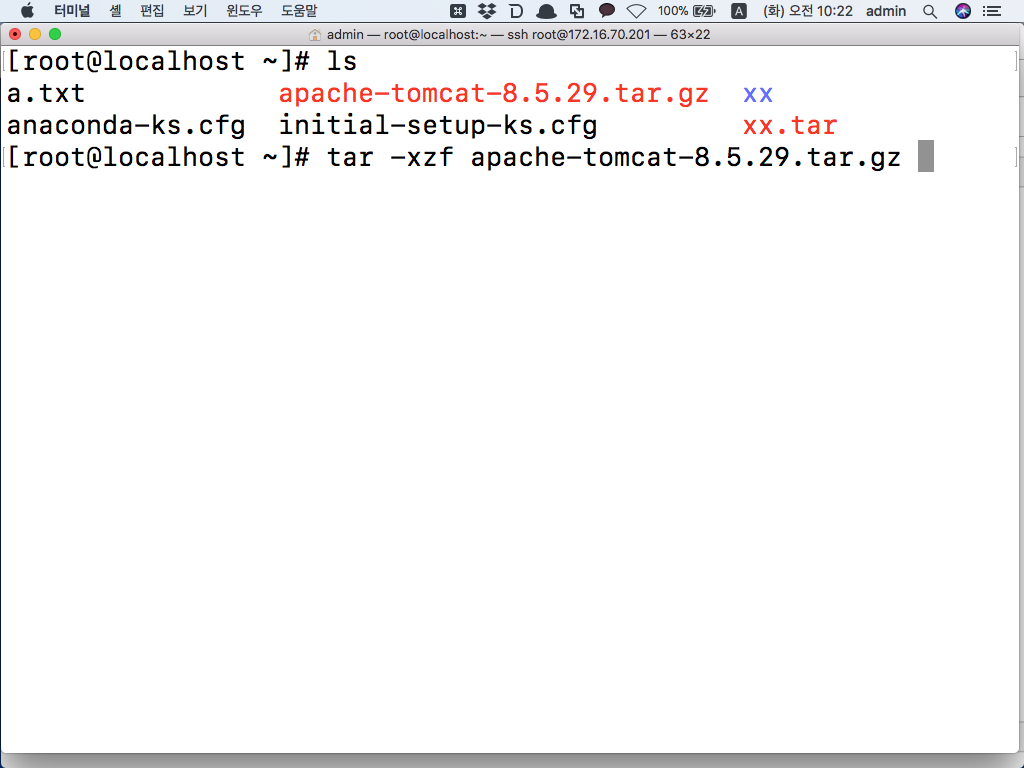 터미널 셸 편집 보기 윈도우 도움말 100% A (화) 오전 10:22 admin
admin — root@localhost:~ — ssh root@172.16.70.201 — 63×22
[root@localhost ~]# ls
a.txt apache-tomcat-8.5.29.tar.gz xx
anaconda-ks.cfg initial-setup-ks.cfg xx.tar
[root@localhost ~]# tar -xzf apache-tomcat-8.5.29.tar.gz